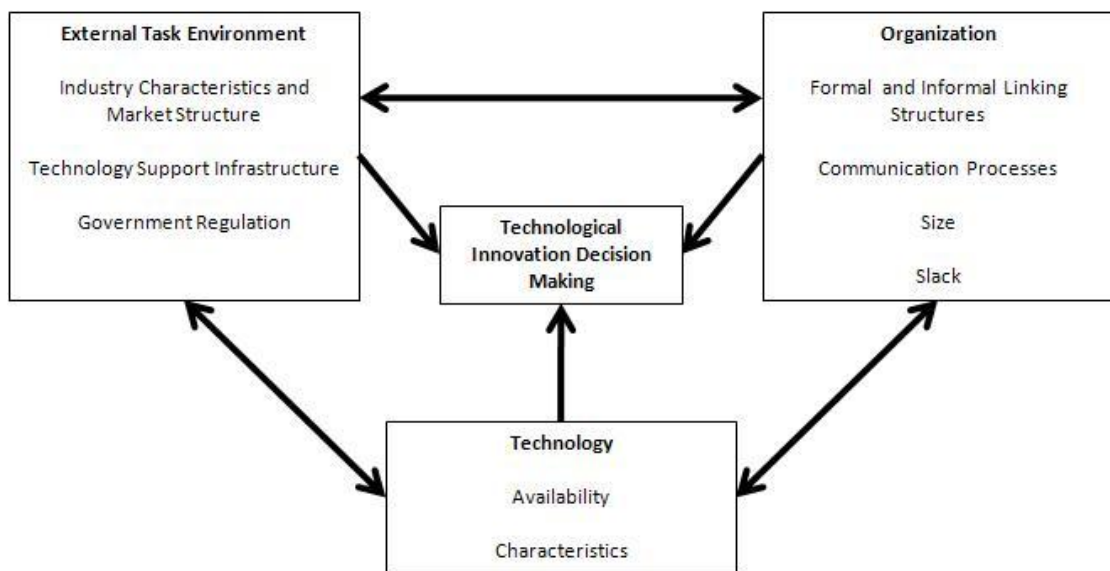 External Task Environment
Industry Characteristics and
Market Structure
Technology Support Infrastructure
Government Regulation
Organization
Formal and Informal Linking
Structures
Communication Processes
Size
Slack
Technological
Innovation Decision
Making
Technology
Availability
Characteristics